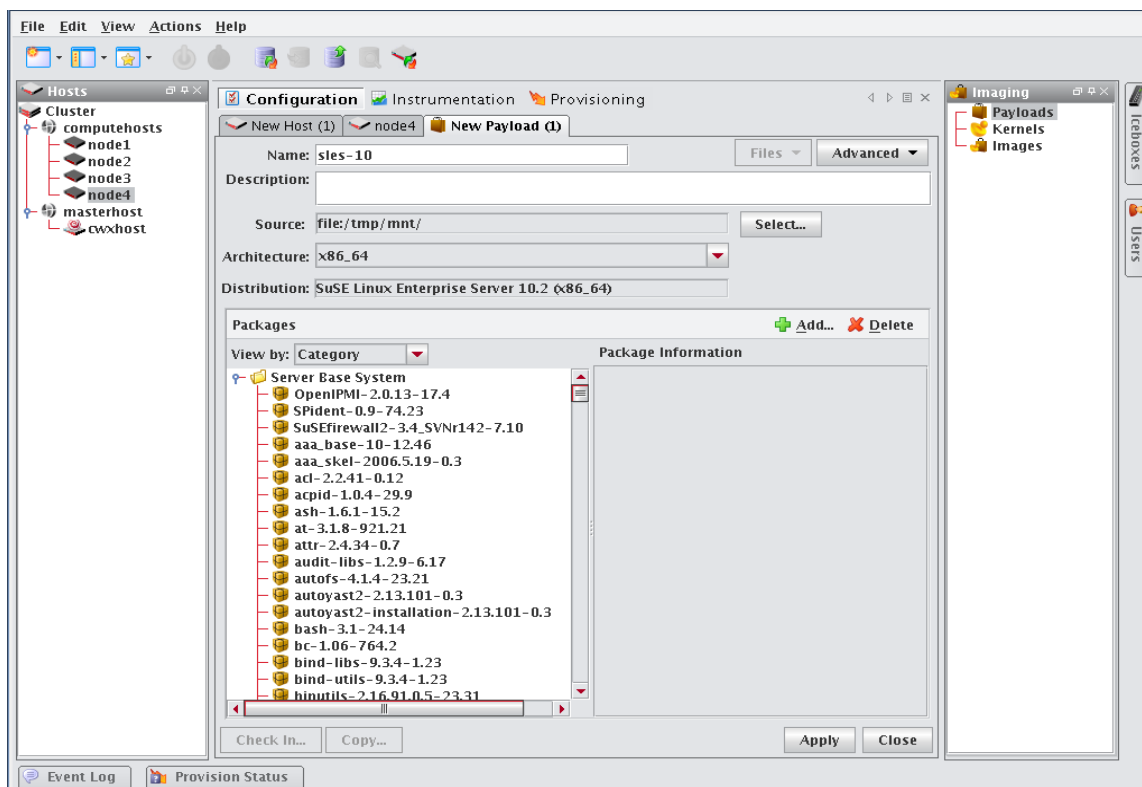 File Edit View Actions Help
Hosts
Cluster
computehosts
node1
node2
node3
node4
masterhost
cwxhost
Configuration Instrumentation Provisioning
New Host (1) node4 New Payload (1)
Name: sles-10 Files Advanced
Description:
Source: file:/tmp/mnt/ Select...
Architecture: x86_64
Distribution: SuSE Linux Enterprise Server 10.2 (x86_64)
Packages Add... Delete
View by: Category Package Information
Server Base System
OpenIPMI-2.0.13-17.4
SPident-0.9-74.23
SuSEfirewall2-3.4_SVNr142-7.10
aaa_base-10-12.46
aaa_skel-2006.5.19-0.3
acl-2.2.41-0.12
acpid-1.0.4-29.9
ash-1.6.1-15.2
at-3.1.8-921.21
attr-2.4.34-0.7
audit-libs-1.2.9-6.17
autofs-4.1.4-23.21
autoyast2-2.13.101-0.3
autoyast2-installation-2.13.101-0.3
bash-3.1-24.14
bc-1.06-764.2
bind-libs-9.3.4-1.23
bind-utils-9.3.4-1.23
binutils-2.16.91.0.5-23.31
Check In... Copy... Apply Close
Imaging
Payloads
Kernels
Images
Iceboxes
Users
Event Log Provision Status